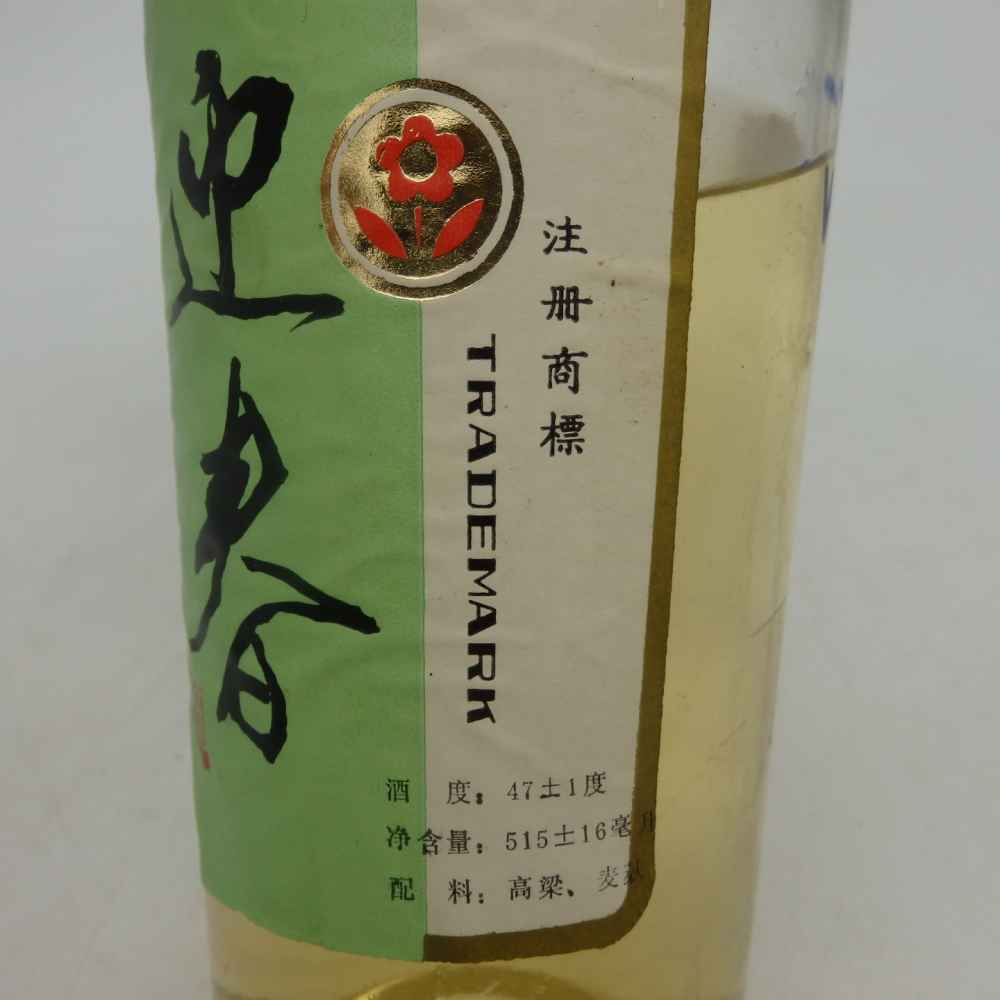 迎春
注册商標
TRADEMARK
酒 度：47±1度
净含量：515±16毫升
配 料：高粱、麦